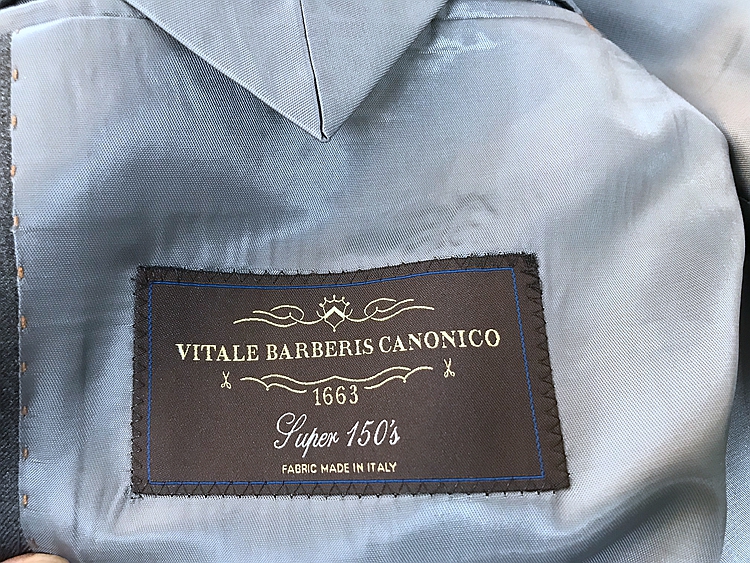 VITALE BARBERIS CANONICO
1663
Super 150's
FABRIC MADE IN ITALY